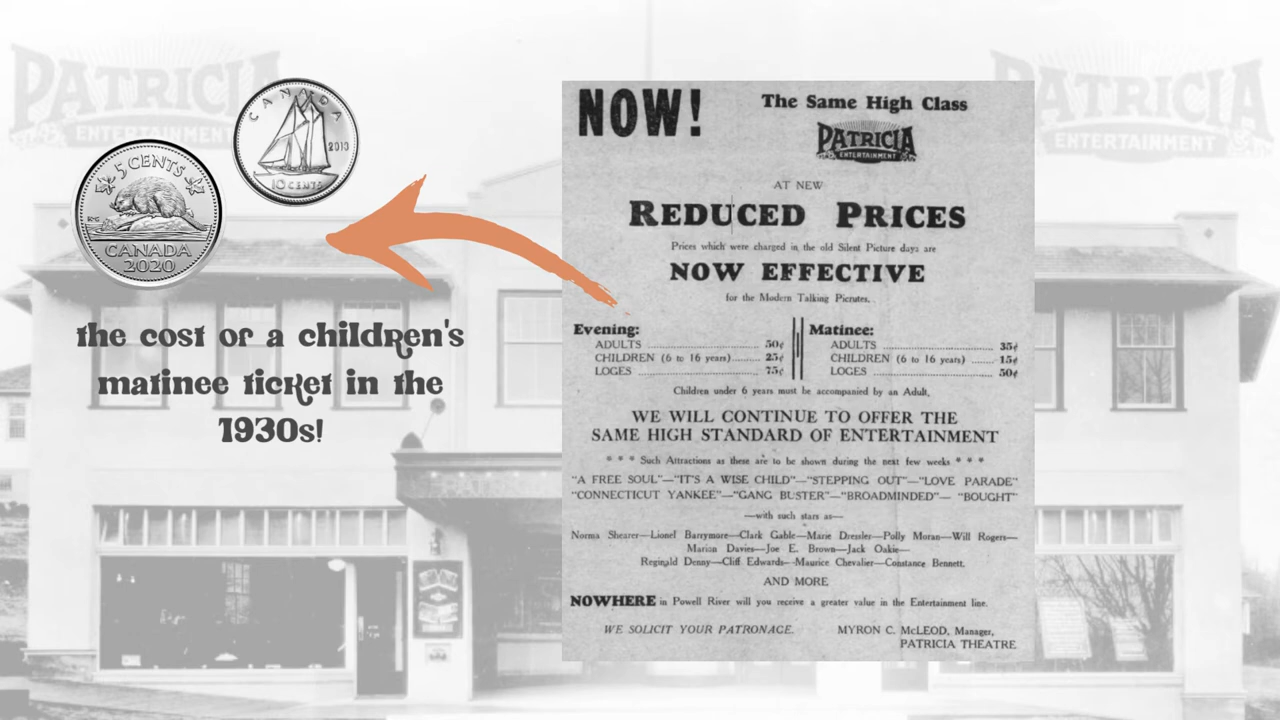 PATRICIA
ENTERTAINMENT
PATRICIA
ENTERTAINMENT
CANADA
2013
10 CENTS
5 CENTS
CANADA
2020
the cost of a children's
matinee ticket in the
1930s!
NOW!
The Same High Class
PATRICIA
ENTERTAINMENT
AT NEW
REDUCED PRICES
Prices which were charged in the old Silent Picture days are
NOW EFFECTIVE
for the Modern Talking Picrutes.
Evening:
ADULTS 50¢
CHILDREN (6 to 16 years) 25¢
LOGES 75¢
Matinee:
ADULTS 35¢
CHILDREN (6 to 16 years) 15¢
LOGES 50¢
Children under 6 years must be accompanied by an Adult,
WE WILL CONTINUE TO OFFER THE
SAME HIGH STANDARD OF ENTERTAINMENT
* * * Such Attractions as these are to be shown during the next few weeks * * *
"A FREE SOUL"—"IT'S A WISE CHILD"—"STEPPING OUT"—"LOVE PARADE"
"CONNECTICUT YANKEE"—"GANG BUSTER"—"BROADMINDED"— "BOUGHT"
—with such stars as—
Norma Shearer—Lionel Barrymore—Clark Gable—Marie Dressler—Polly Moran—Will Rogers—
Marian Davies—Joe E. Brown—Jack Oakie—
Reginald Denny—Cliff Edwards—Maurice Chevalier—Constance Bennett.
AND MORE
NOWHERE in Powell River will you receive a greater value in the Entertainment line.
WE SOLICIT YOUR PATRONAGE.
MYRON C. McLEOD, Manager,
PATRICIA THEATRE